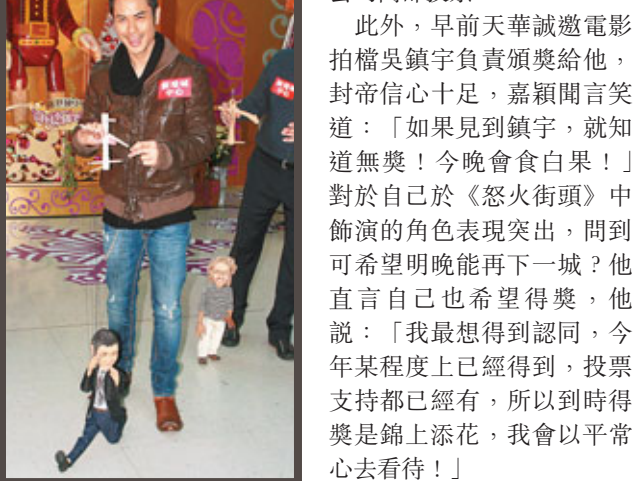 此外，早前天華誠邀電影
拍檔吳鎮宇負責頒獎給他，
封帝信心十足，嘉穎聞言笑
道：「如果見到鎮宇，就知
道無獎！今晚會食白果！」
對於自己於《怒火街頭》中
飾演的角色表現突出，問到
可希望明晚能再下一城？他
直言自己也希望得獎，他
説：「我最想得到認同，今
年某程度上已經得到，投票
支持都已經有，所以到時得
獎是錦上添花，我會以平常
心去看待！」